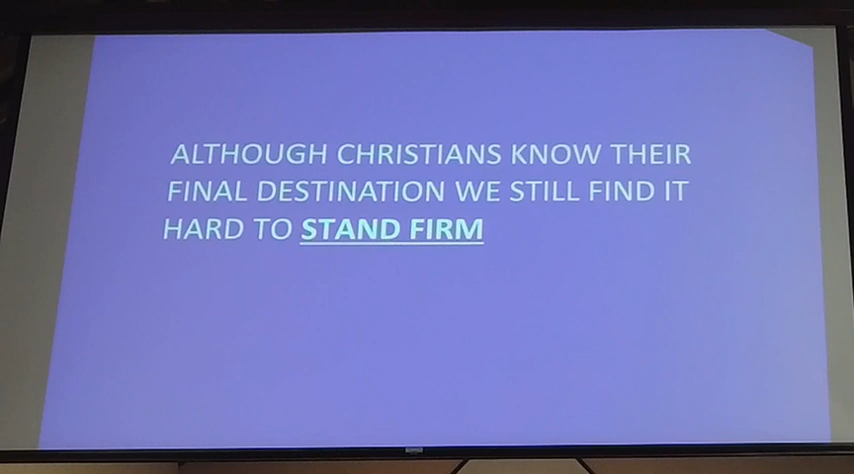 ALTHOUGH CHRISTIANS KNOW THEIR
FINAL DESTINATION WE STILL FIND IT
HARD TO STAND FIRM